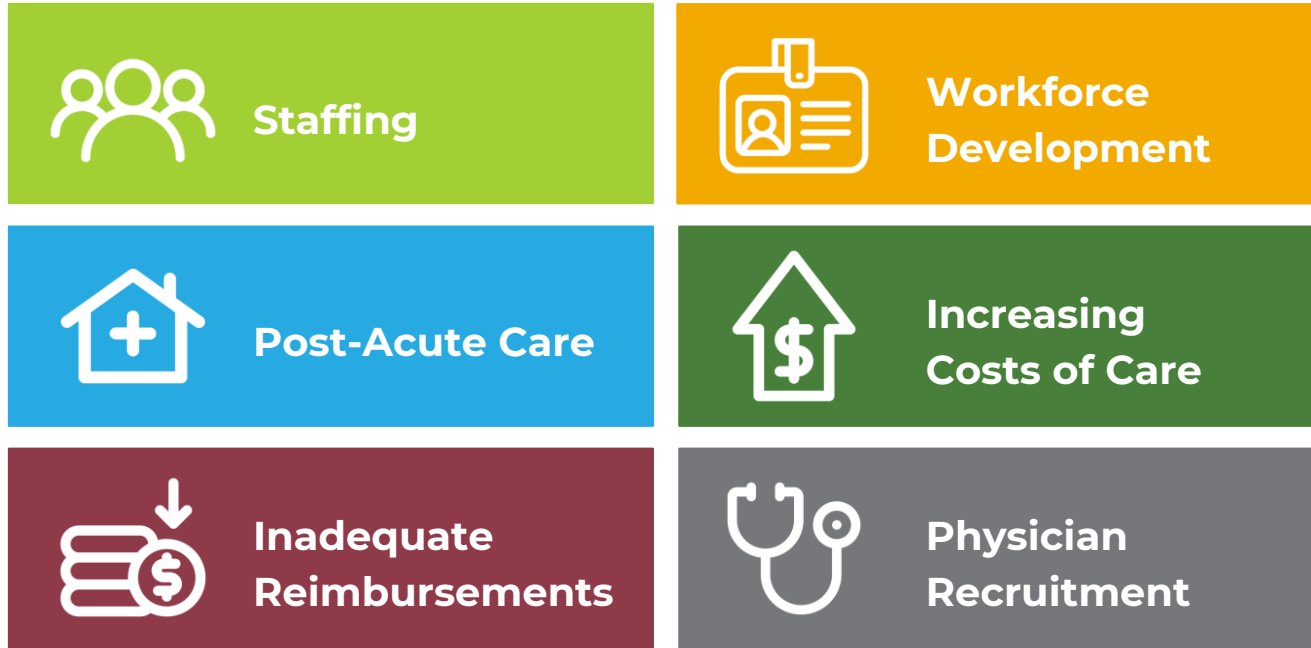 Staffing
Workforce
Development
Post-Acute Care
Increasing
Costs of Care
$
Inadequate
Reimbursements
$
Physician
Recruitment